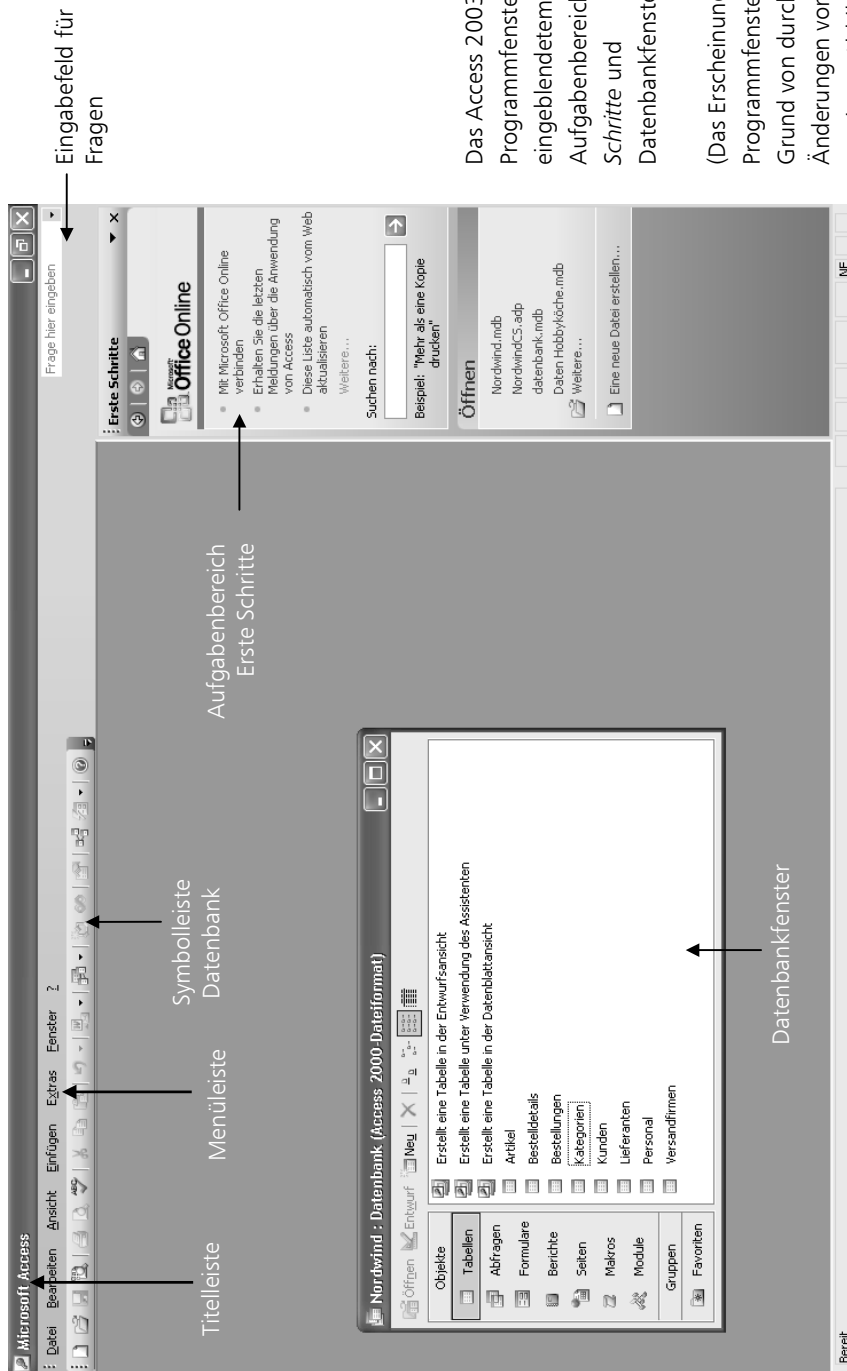 Microsoft Access
Datei Bearbeiten Ansicht Einfügen Extras Fenster ?
Frage hier eingeben
Eingabefeld für
Fragen
Titelleiste
Menüleiste
Symbolleiste
Datenbank
Aufgabenbereich
Erste Schritte
Erste Schritte
Microsoft
Office Online
Mit Microsoft Office Online
verbinden
Erhalten Sie die letzten
Meldungen über die Anwendung
von Access
Diese Liste automatisch vom Web
aktualisieren
Weitere...
Suchen nach:
Beispiel: "Mehr als eine Kopie
drucken"
Öffnen
Nordwind.mdb
NordwindCS.adp
datenbank.mdb
Daten Hobbyköche.mdb
Weitere...
Eine neue Datei erstellen...
Nordwind : Datenbank (Access 2000-Dateiformat)
Öffnen Entwurf Neu
Objekte
Tabellen
Abfragen
Formulare
Berichte
Seiten
Makros
Module
Gruppen
Favoriten
Erstellt eine Tabelle in der Entwurfsansicht
Erstellt eine Tabelle unter Verwendung des Assistenten
Erstellt eine Tabelle in der Datenblattansicht
Artikel
Bestelldetails
Bestellungen
Kategorien
Kunden
Lieferanten
Personal
Versandfirmen
Datenbankfenster
Bereit
NF
Das Access 2003
Programmfenste
eingeblendetem
Aufgabenbereich
Schritte und
Datenbankfenste
(Das Erscheinung
Programmfenste
Grund von durch
Änderungen vor